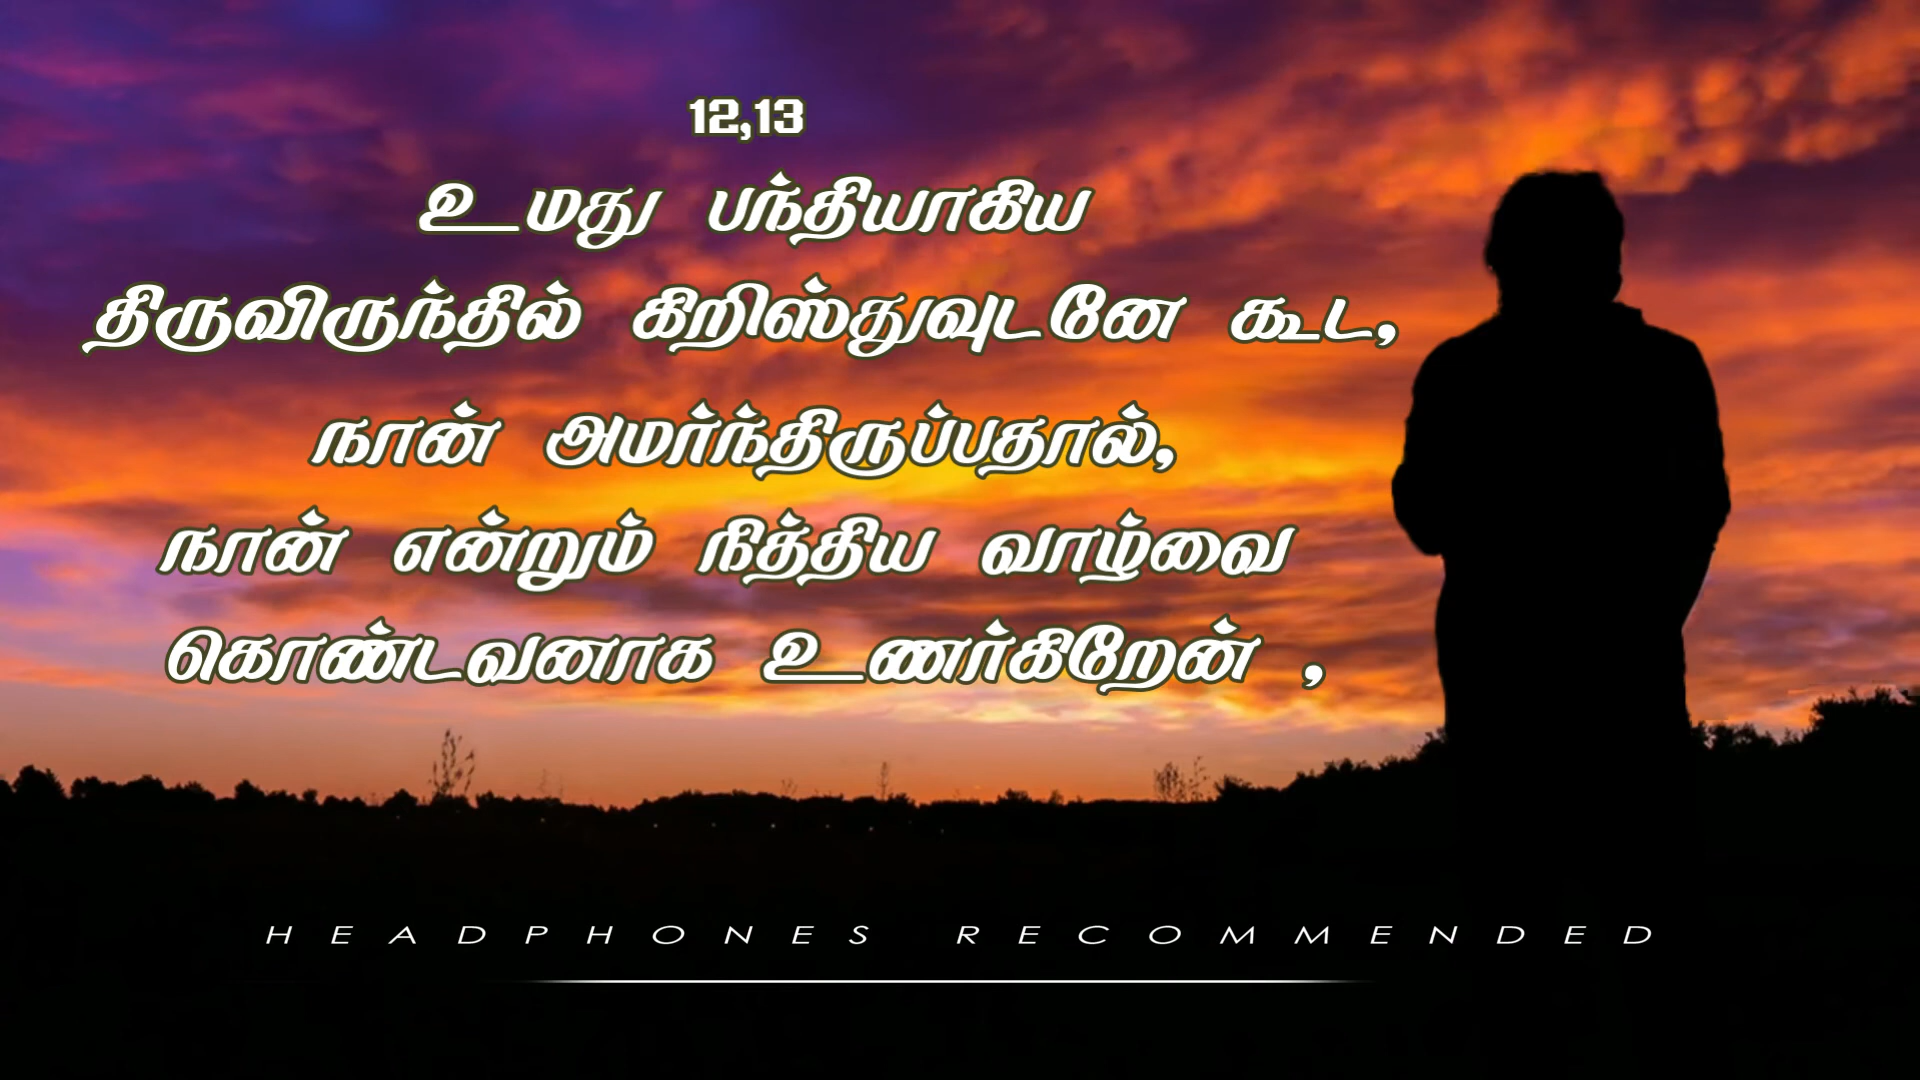 12,13
உமது பந்தியாகிய
திருவிருந்தில் கிறிஸ்துவுடனே கூட,
நான் அமர்ந்திருப்பதால்,
நான் என்றும் நித்திய வாழ்வை
கொண்டவனாக உணர்கிறேன் ,
HEADPHONES RECOMMENDED